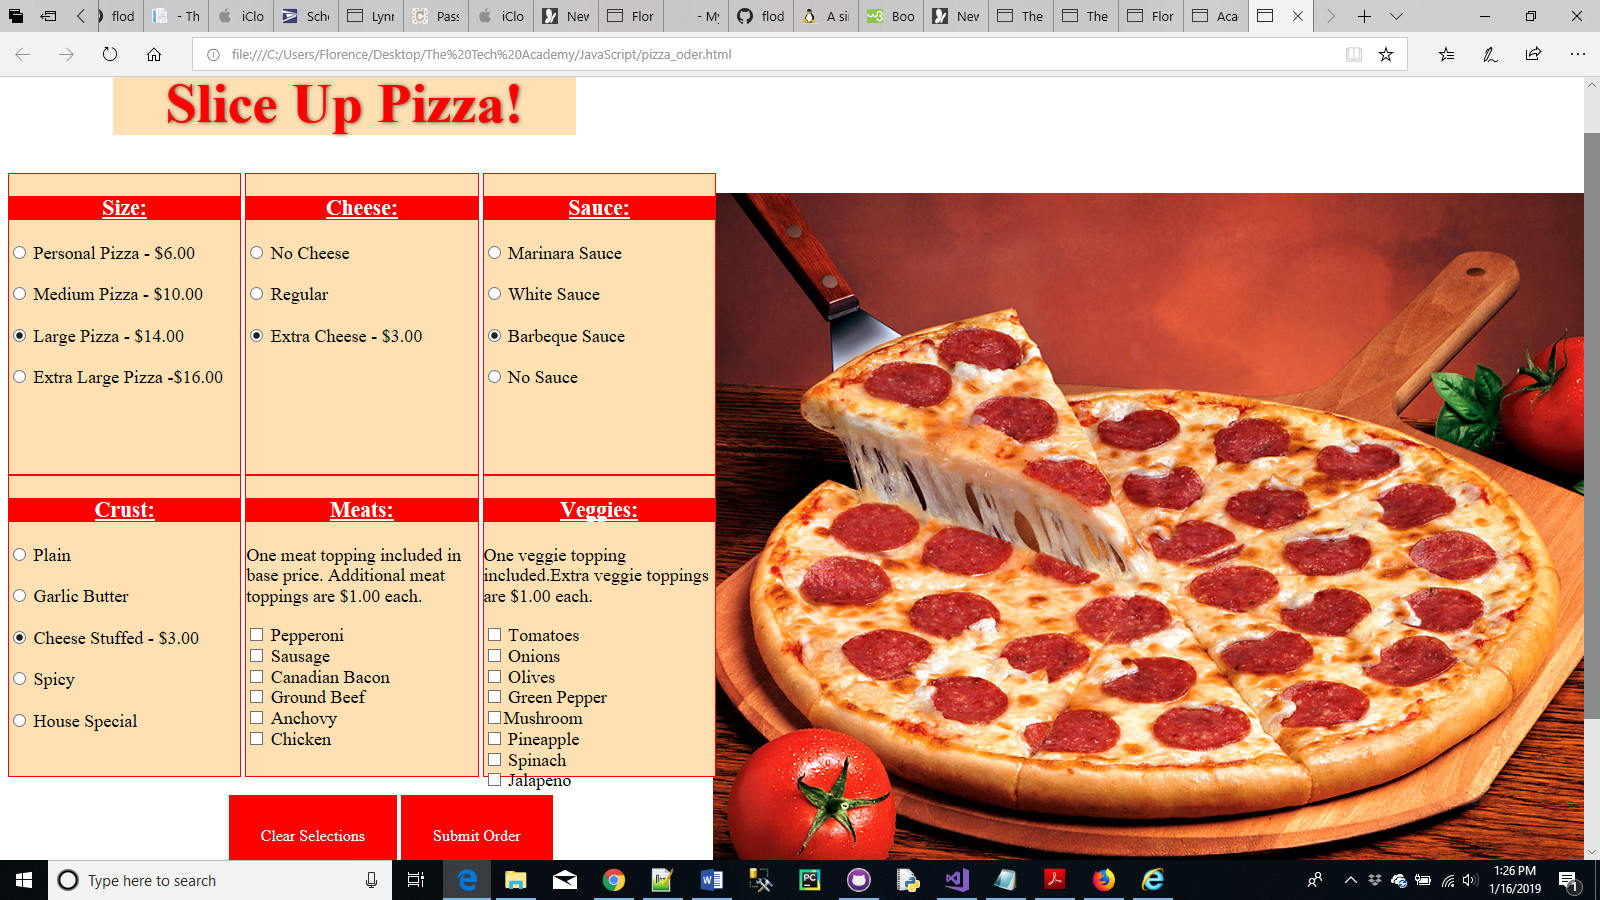 flod
- Th
iClo
Sch
Lynr
Pass
iClo
Nev
Flor
- My
flod
A si
Boo
Nev
The
The
Flor
Aca
file:///C:/Users/Florence/Desktop/The%20Tech%20Academy/JavaScript/pizza_oder.html
Slice Up Pizza!
Size:
Personal Pizza - $6.00
Medium Pizza - $10.00
Large Pizza - $14.00
Extra Large Pizza -$16.00
Cheese:
No Cheese
Regular
Extra Cheese - $3.00
Sauce:
Marinara Sauce
White Sauce
Barbeque Sauce
No Sauce
Crust:
Plain
Garlic Butter
Cheese Stuffed - $3.00
Spicy
House Special
Meats:
One meat topping included in
base price. Additional meat
toppings are $1.00 each.
Pepperoni
Sausage
Canadian Bacon
Ground Beef
Anchovy
Chicken
Veggies:
One veggie topping
included.Extra veggie toppings
are $1.00 each.
Tomatoes
Onions
Olives
Green Pepper
Mushroom
Pineapple
Spinach
Jalapeno
Clear Selections
Submit Order
Type here to search
1:26 PM
1/16/2019
1